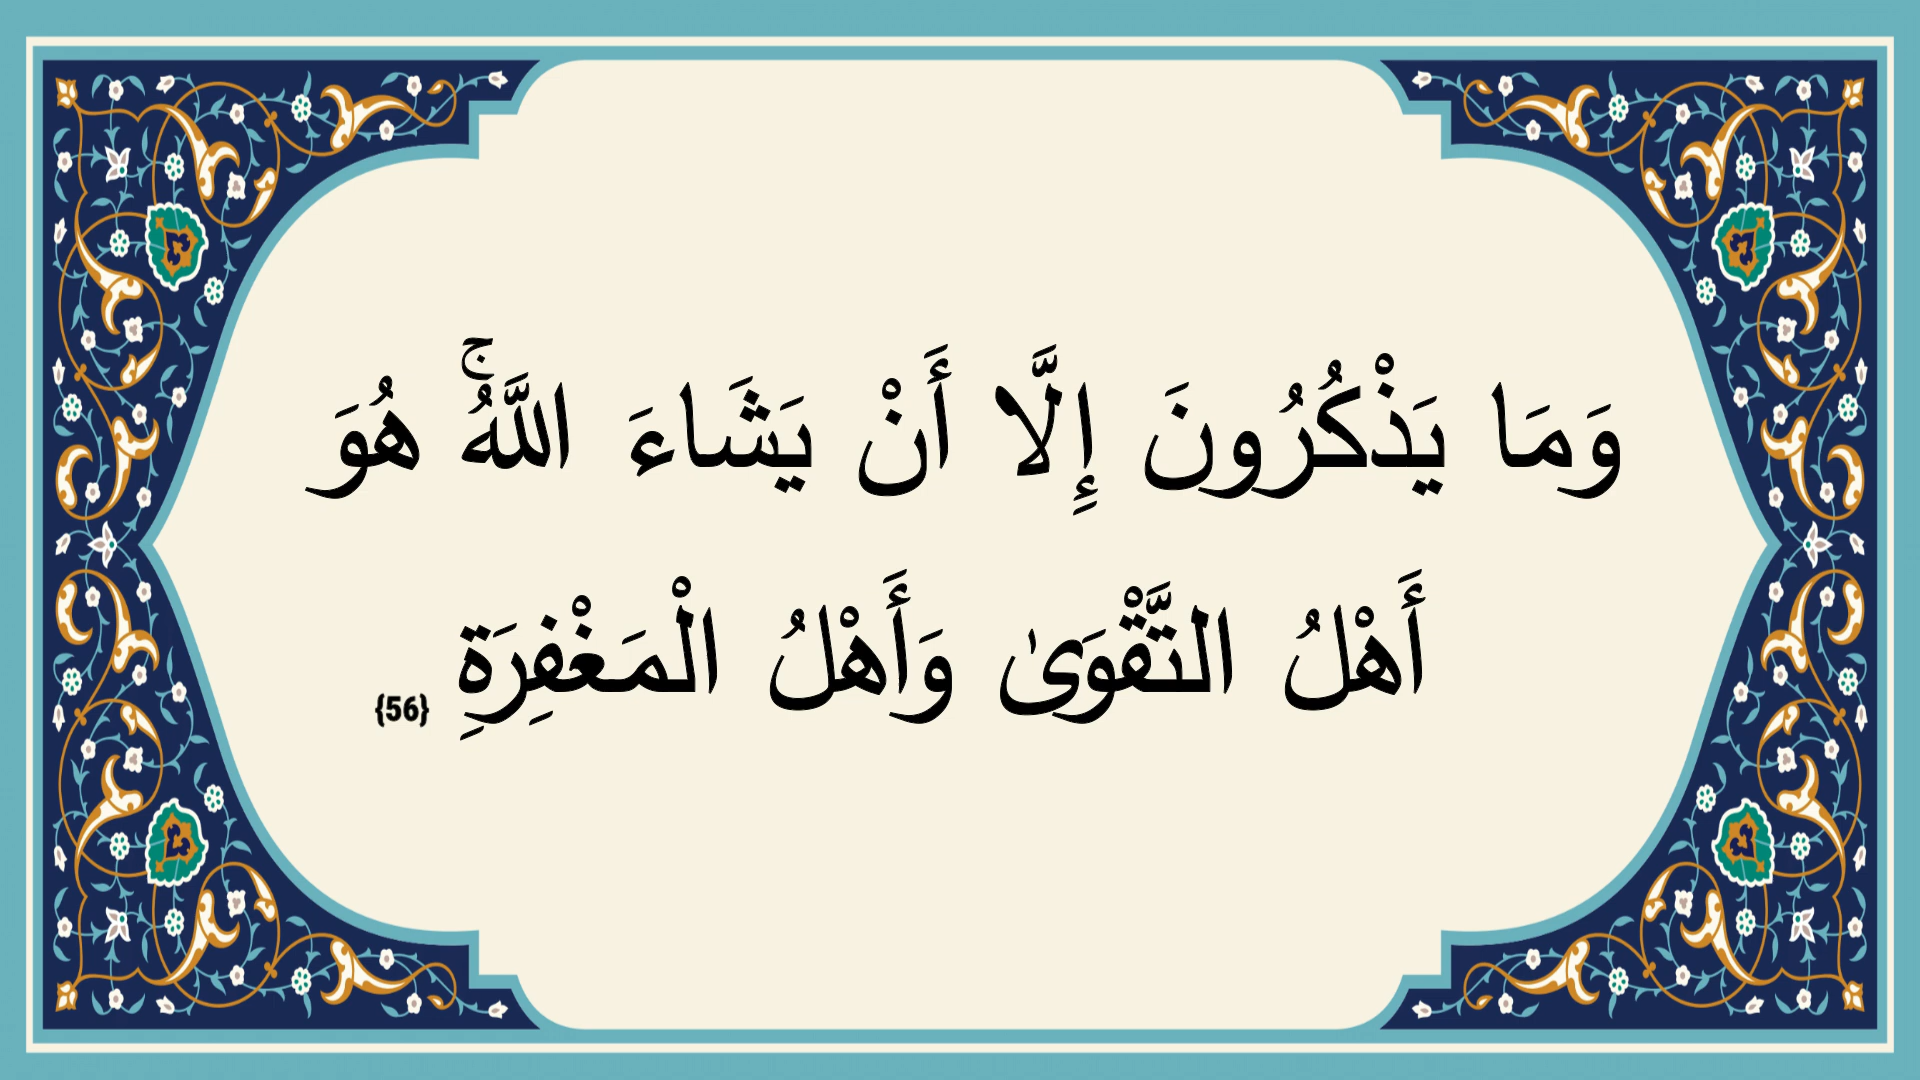 وَمَا يَذْكُرُونَ إِلَّا أَنْ يَشَاءَ اللَّهُ ۚ هُوَ
أَهْلُ التَّقْوَىٰ وَأَهْلُ الْمَغْفِرَةِ {56}